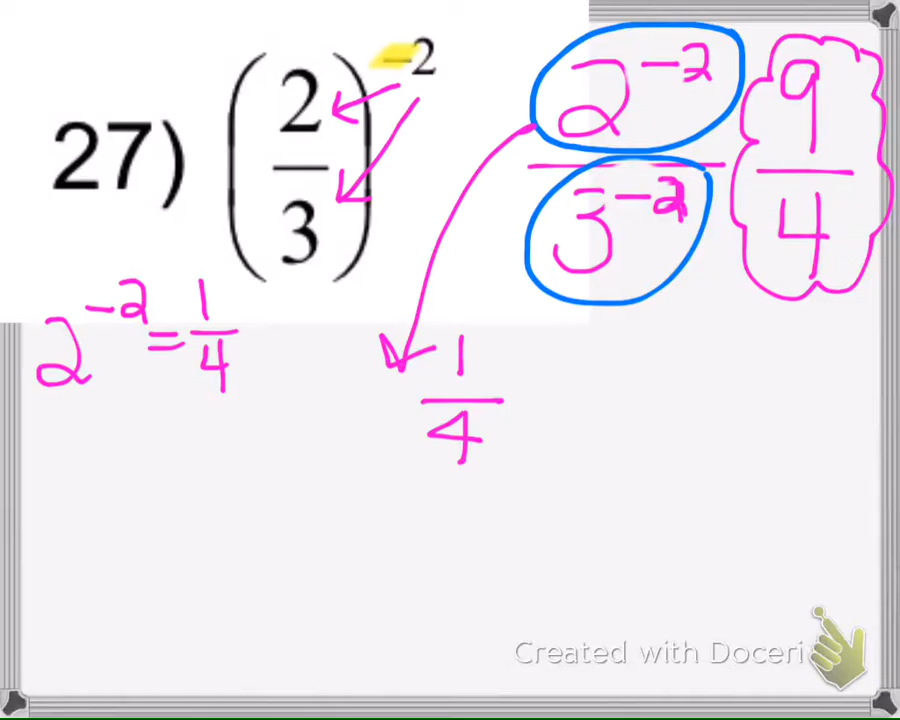 27) (2/3)^-2
2^-2 / 3^-2
9/4
2^-2 = 1/4
1/4
Created with Doceri